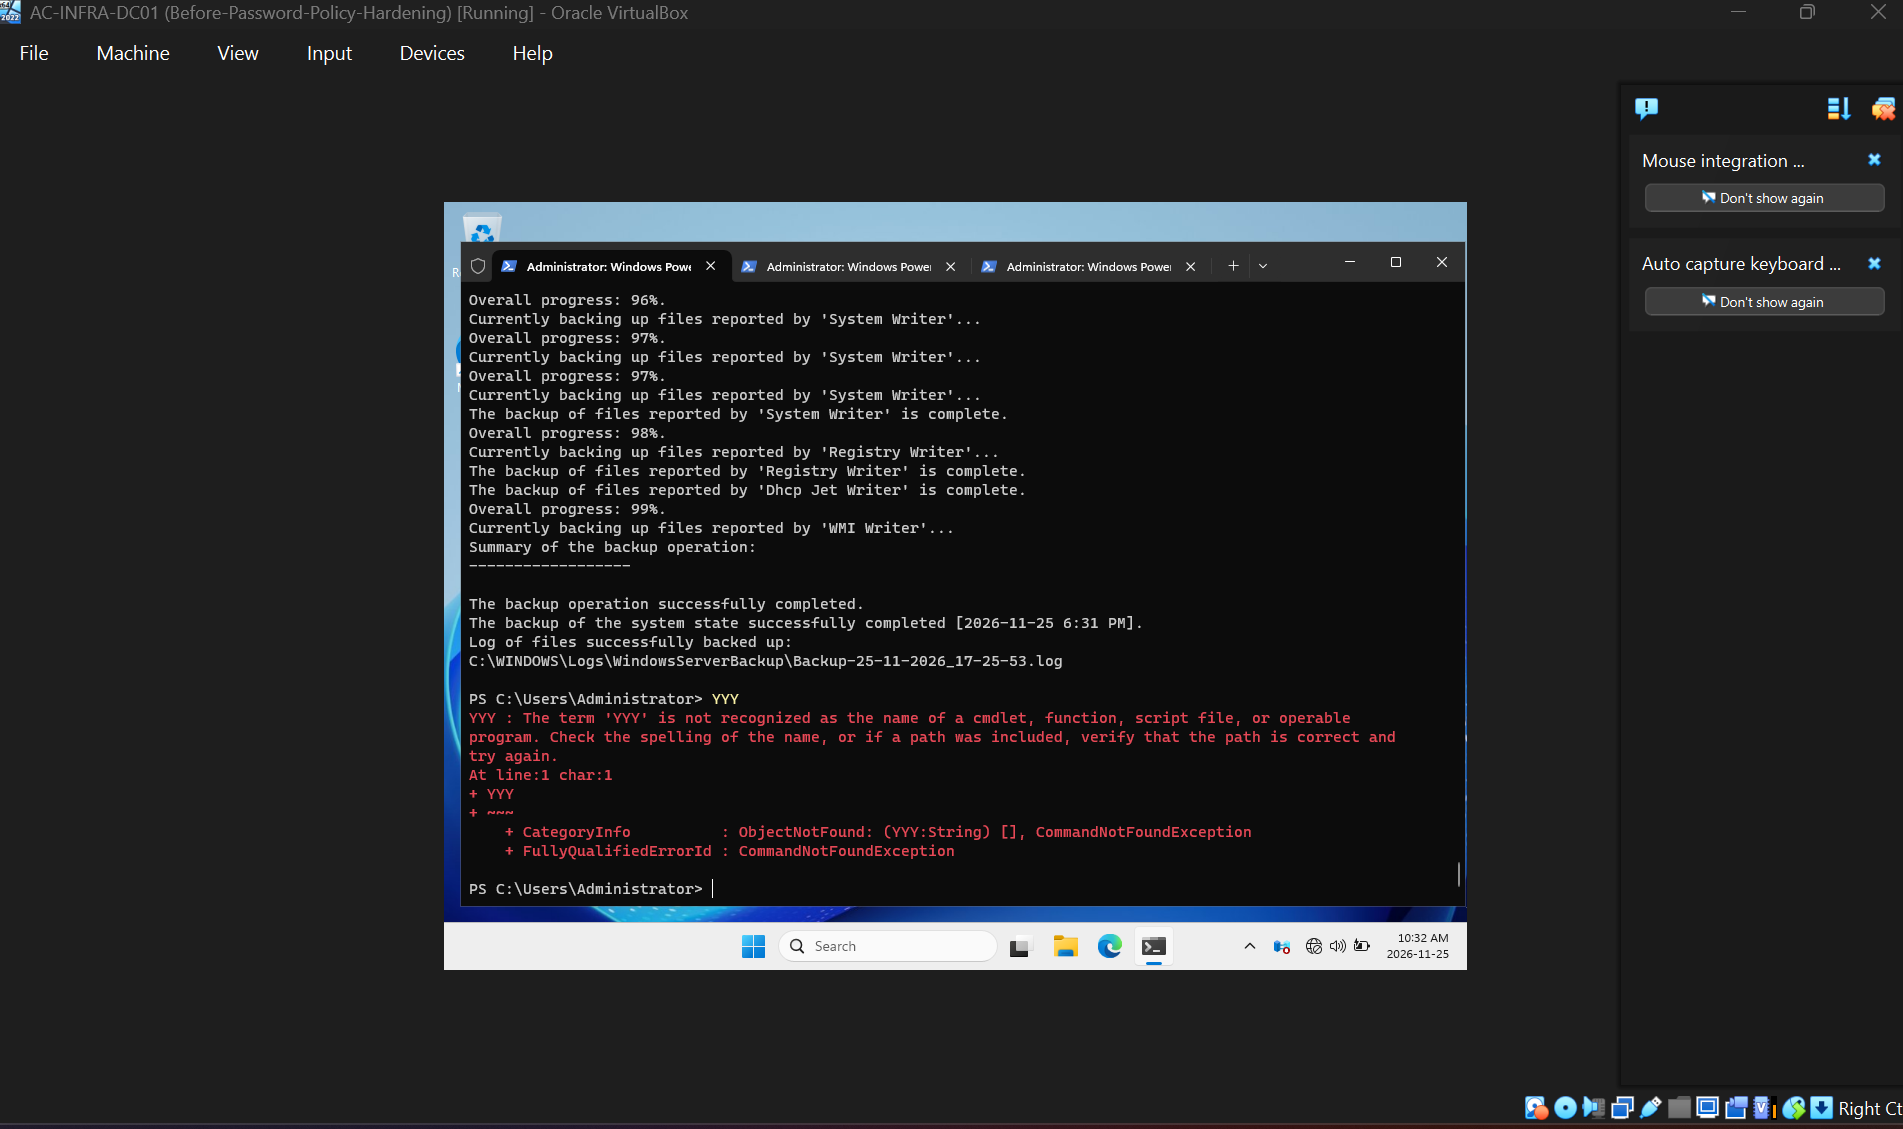 AC-INFRA-DC01 (Before-Password-Policy-Hardening) [Running] - Oracle VirtualBox
File Machine View Input Devices Help
Mouse integration ...
Don't show again
Auto capture keyboard ...
Don't show again
Administrator: Windows Powe Administrator: Windows Power Administrator: Windows Power
Overall progress: 96%.
Currently backing up files reported by 'System Writer'...
Overall progress: 97%.
Currently backing up files reported by 'System Writer'...
Overall progress: 97%.
Currently backing up files reported by 'System Writer'...
The backup of files reported by 'System Writer' is complete.
Overall progress: 98%.
Currently backing up files reported by 'Registry Writer'...
The backup of files reported by 'Registry Writer' is complete.
The backup of files reported by 'Dhcp Jet Writer' is complete.
Overall progress: 99%.
Currently backing up files reported by 'WMI Writer'...
Summary of the backup operation:
------------------
The backup operation successfully completed.
The backup of the system state successfully completed [2026-11-25 6:31 PM].
Log of files successfully backed up:
C:\WINDOWS\Logs\WindowsServerBackup\Backup-25-11-2026_17-25-53.log
PS C:\Users\Administrator> YYY
YYY : The term 'YYY' is not recognized as the name of a cmdlet, function, script file, or operable
program. Check the spelling of the name, or if a path was included, verify that the path is correct and
try again.
At line:1 char:1
+ YYY
+ ~~~
    + CategoryInfo          : ObjectNotFound: (YYY:String) [], CommandNotFoundException
    + FullyQualifiedErrorId : CommandNotFoundException
PS C:\Users\Administrator>
Search
10:32 AM
2026-11-25
Right Ct